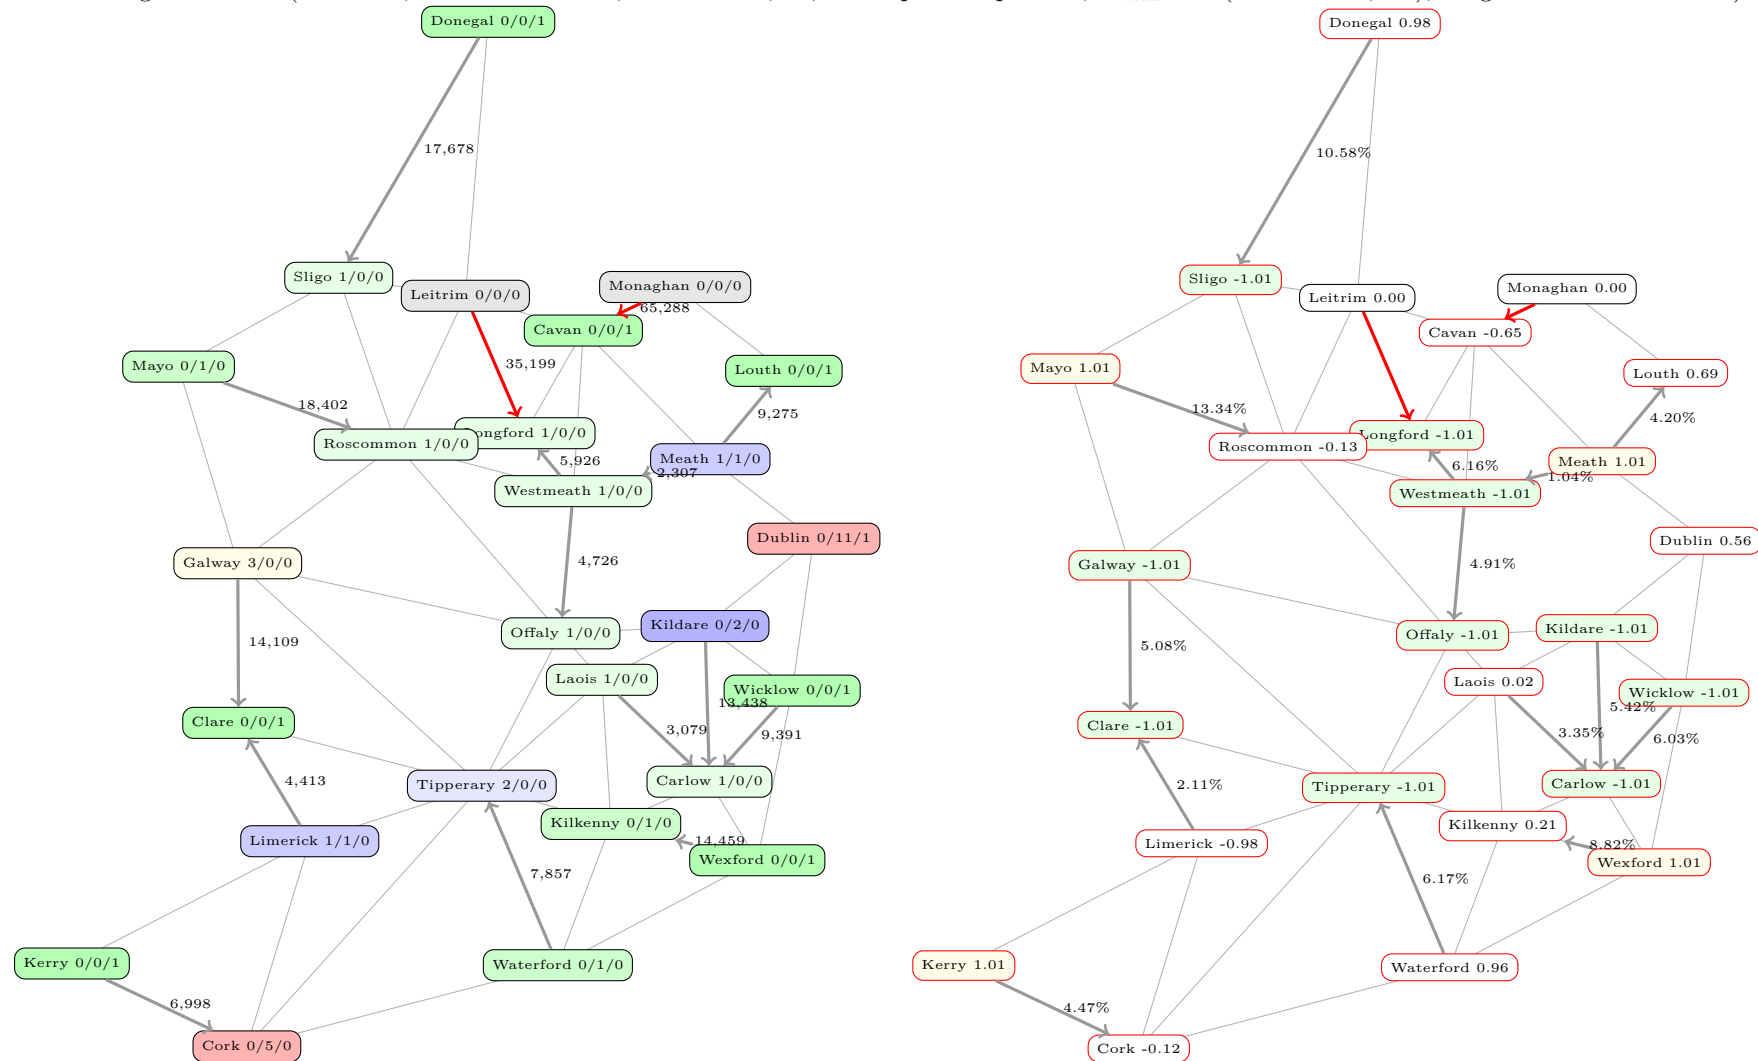 Donegal 0/0/1
17,678
Sligo 1/0/0
Leitrim 0/0/0
Monaghan 0/0/0
65,288
Cavan 0/0/1
Mayo 0/1/0
35,199
Louth 0/0/1
18,402
9,275
Roscommon 1/0/0
Longford 1/0/0
5,926
Meath 1/1/0
2,307
Westmeath 1/0/0
Dublin 0/11/1
Galway 3/0/0
4,726
Offaly 1/0/0
Kildare 0/2/0
14,109
Laois 1/0/0
Wicklow 0/0/1
13,438
Clare 0/0/1
3,079
9,391
4,413
Tipperary 2/0/0
Carlow 1/0/0
Kilkenny 0/1/0
Limerick 1/1/0
14,459
Wexford 0/0/1
7,857
Kerry 0/0/1
Waterford 0/1/0
6,998
Cork 0/5/0
Donegal 0.98
10.58%
Sligo -1.01
Leitrim 0.00
Monaghan 0.00
Cavan -0.65
Mayo 1.01
Louth 0.69
13.34%
4.20%
Roscommon -0.13
Longford -1.01
6.16%
Meath 1.01
1.04%
Westmeath -1.01
Dublin 0.56
Galway -1.01
4.91%
Offaly -1.01
Kildare -1.01
5.08%
Laois 0.02
Wicklow -1.01
5.42%
Clare -1.01
3.35%
6.03%
2.11%
Tipperary -1.01
Carlow -1.01
Kilkenny 0.21
Limerick -0.98
8.82%
Wexford 1.01
6.17%
Kerry 1.01
Waterford 0.96
4.47%
Cork -0.12